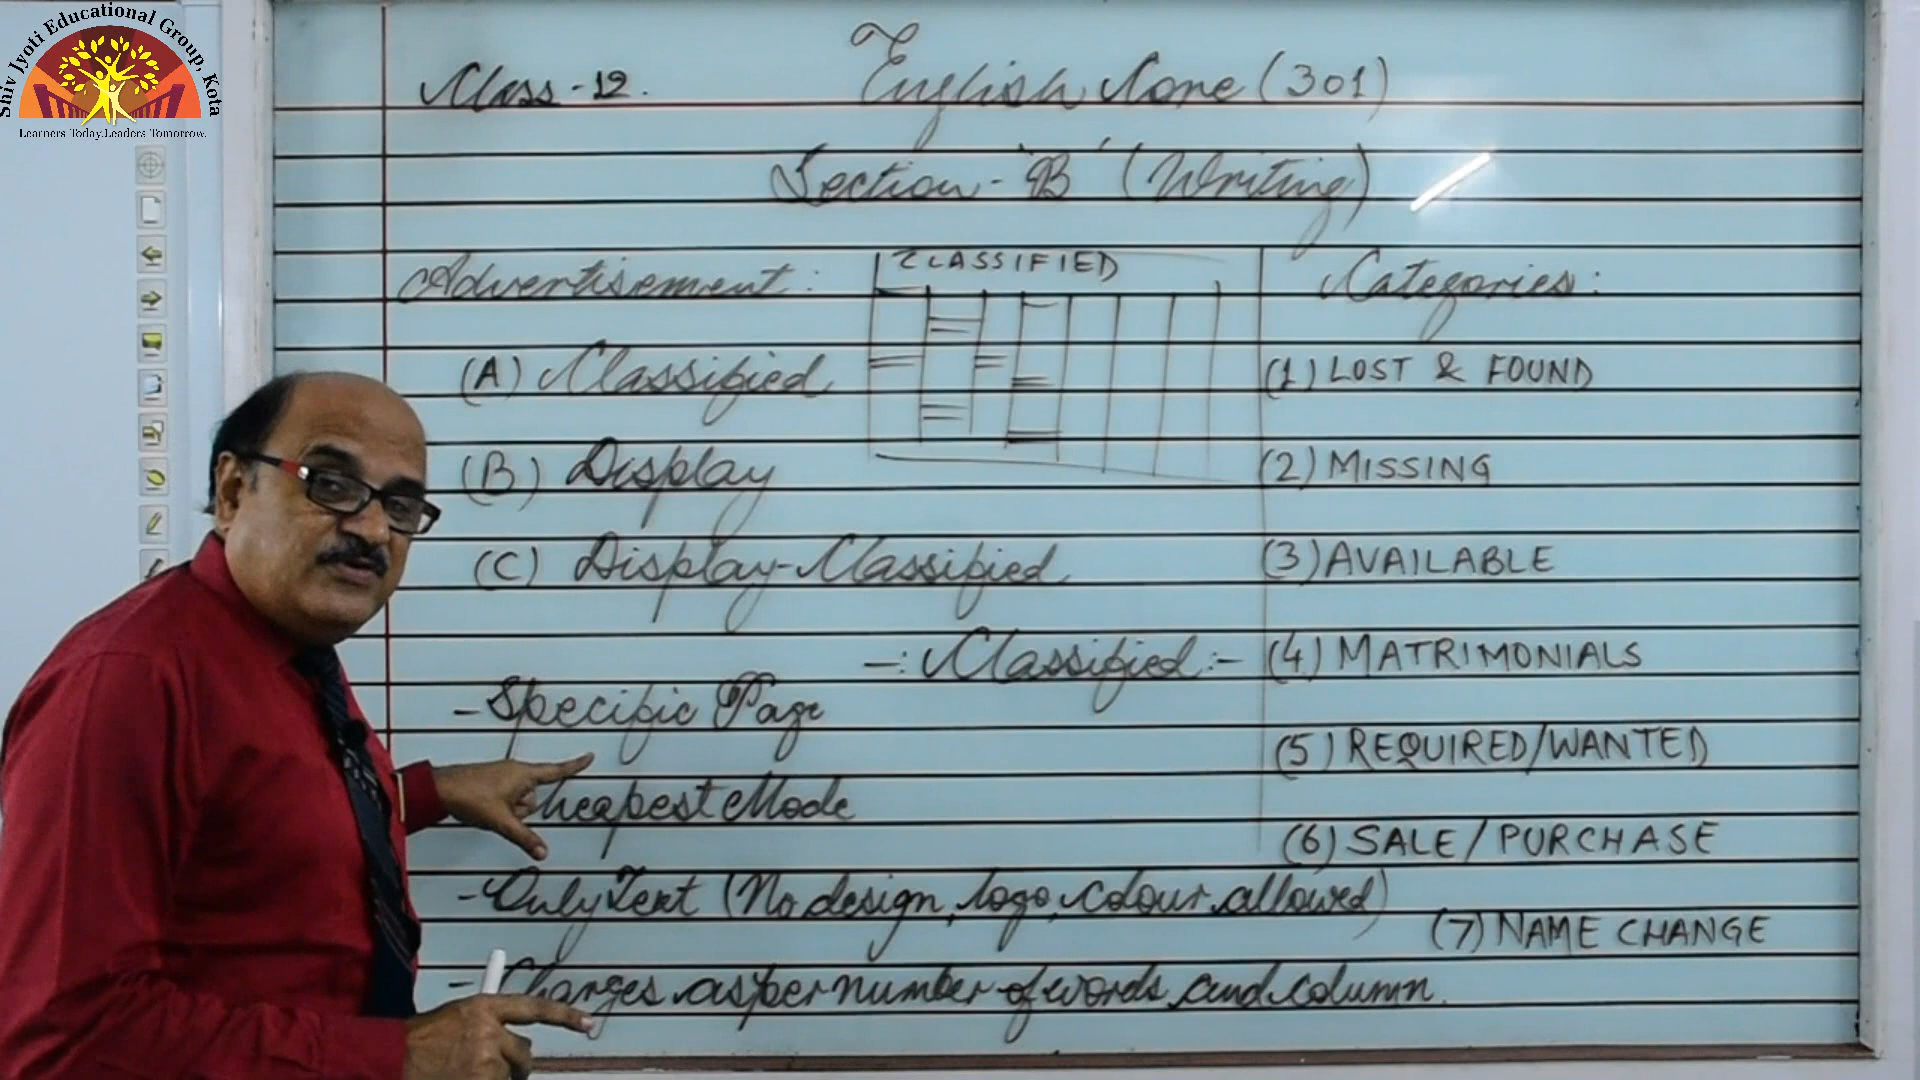 Shiv Jyoti Educational Group, Kota
Learners Today.Leaders Tomorrow.
Class - 12.
English Core (301)
Section - 'B' (Writing)
Advertisement:
(A) Classified
(B) Display
(C) Display-Classified
CLASSIFIED
-: Classified :-
- Specific Page
Cheapest Mode
- Only Text (No design, logo, colour allowed)
- Charges as per number of words and column.
Categories:
(1) LOST & FOUND
(2) MISSING
(3) AVAILABLE
(4) MATRIMONIALS
(5) REQUIRED/WANTED
(6) SALE/PURCHASE
(7) NAME CHANGE